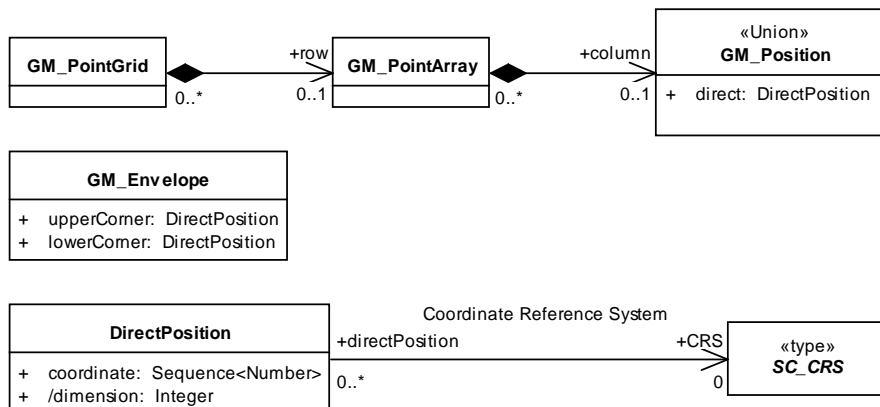 GM_PointGrid
0..*
+row
0..1
GM_PointArray
0..*
+column
0..1
«Union»
GM_Position
+ direct: DirectPosition
GM_Envelope
+ upperCorner: DirectPosition
+ lowerCorner: DirectPosition
DirectPosition
+ coordinate: Sequence<Number>
+ /dimension: Integer
Coordinate Reference System
+directPosition
0..*
+CRS
0
«type»
SC_CRS